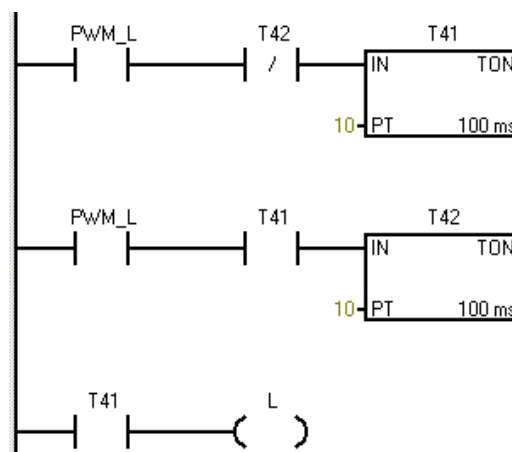 PWM_L T42 T41
/ IN TON
10 PT 100 ms
PWM_L T41 T42
IN TON
10 PT 100 ms
T41 L